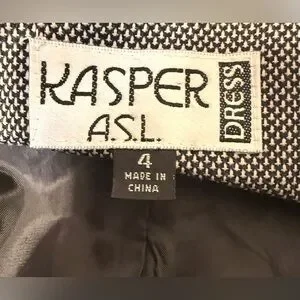 KASPER
A.S.L.
DRESS
4
MADE IN
CHINA